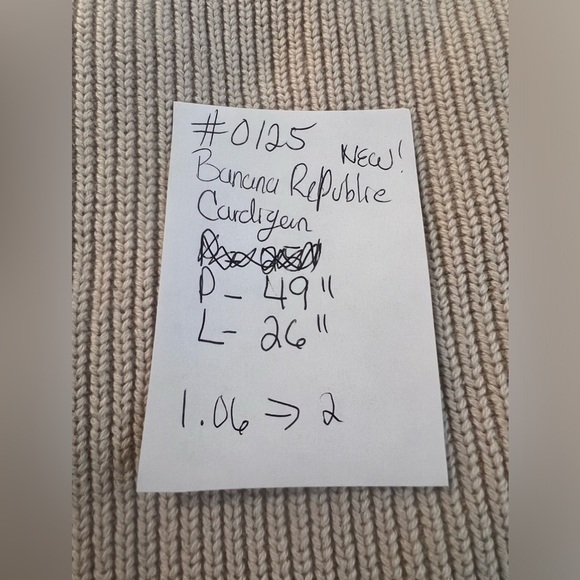 #0125 NEW!
Banana Republic
Cardigan
P - 49"
L - 26"
1.06 => 2